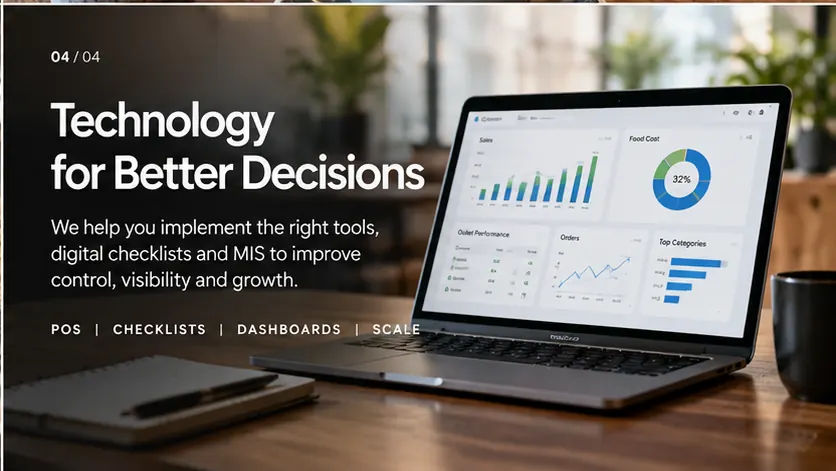 04 / 04
Technology
for Better Decisions
We help you implement the right tools,
digital checklists and MIS to improve
control, visibility and growth.
POS | CHECKLISTS | DASHBOARDS | SCALE
Sales
Food Cost
32%
Outlet Performance
Orders
Top Categories